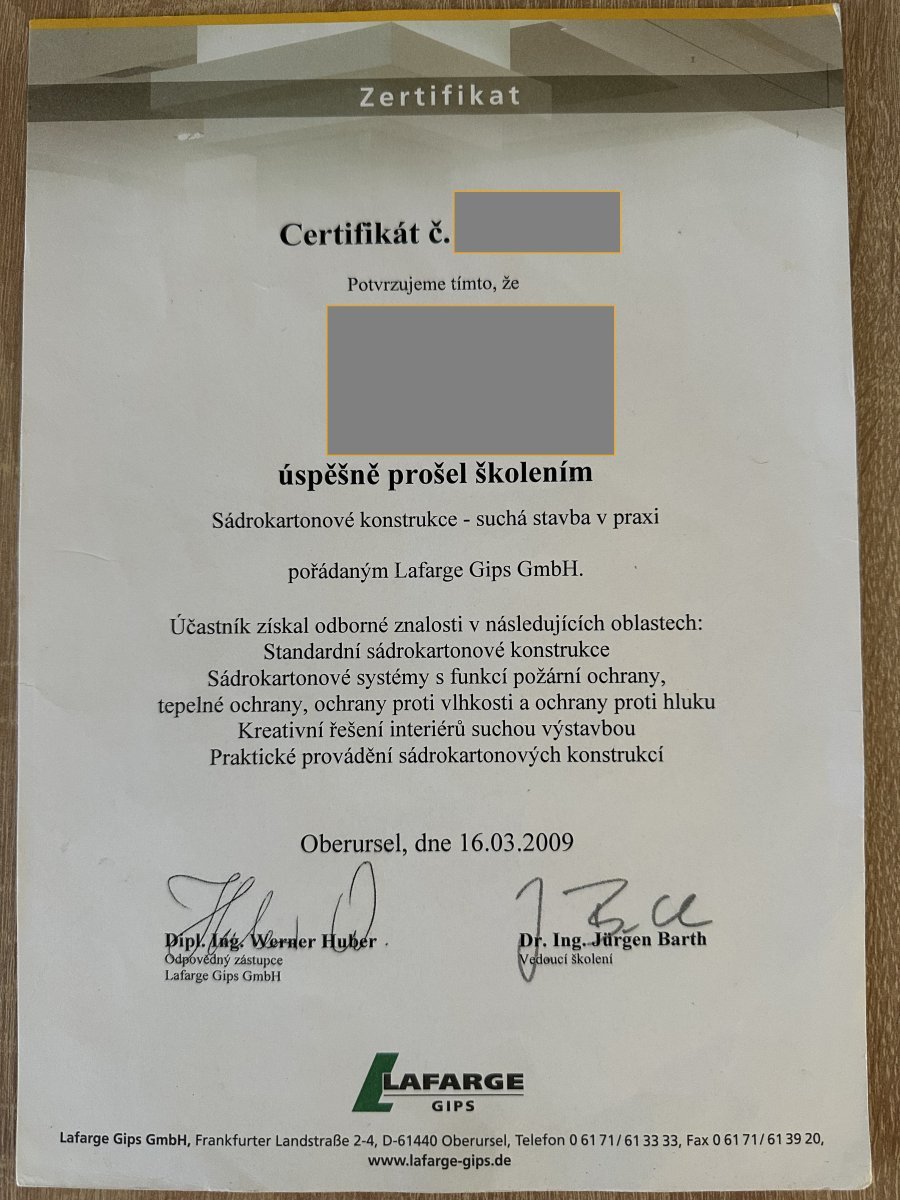 Zertifikat
Certifikát č.
Potvrzujeme tímto, že
úspěšně prošel školením
Sádrokartonové konstrukce - suchá stavba v praxi
pořádaným Lafarge Gips GmbH.
Účastník získal odborné znalosti v následujících oblastech:
Standardní sádrokartonové konstrukce
Sádrokartonové systémy s funkcí požární ochrany,
tepelné ochrany, ochrany proti vlhkosti a ochrany proti hluku
Kreativní řešení interiérů suchou výstavbou
Praktické provádění sádrokartonových konstrukcí
Oberursel, dne 16.03.2009
Dipl. Ing. Werner Huber
Odpovědný zástupce
Lafarge Gips GmbH
Dr. Ing. Jürgen Barth
Vedoucí školení
LAFARGE
GIPS
Lafarge Gips GmbH, Frankfurter Landstraße 2-4, D-61440 Oberursel, Telefon 0 61 71/ 61 33 33, Fax 0 61 71/ 61 39 20,
www.lafarge-gips.de